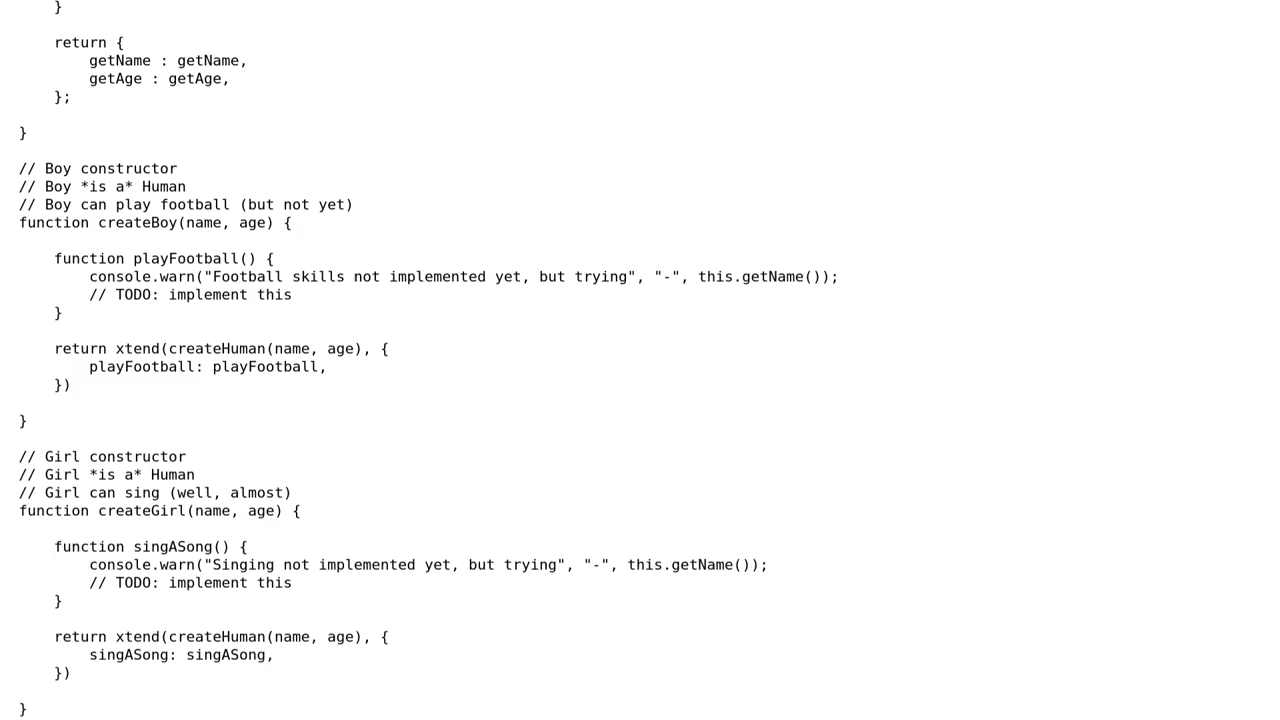 }

    return {
        getName : getName,
        getAge : getAge,
    };

}

// Boy constructor
// Boy *is a* Human
// Boy can play football (but not yet)
function createBoy(name, age) {

    function playFootball() {
        console.warn("Football skills not implemented yet, but trying", "-", this.getName());
        // TODO: implement this
    }

    return xtend(createHuman(name, age), {
        playFootball: playFootball,
    })

}

// Girl constructor
// Girl *is a* Human
// Girl can sing (well, almost)
function createGirl(name, age) {

    function singASong() {
        console.warn("Singing not implemented yet, but trying", "-", this.getName());
        // TODO: implement this
    }

    return xtend(createHuman(name, age), {
        singASong: singASong,
    })

}